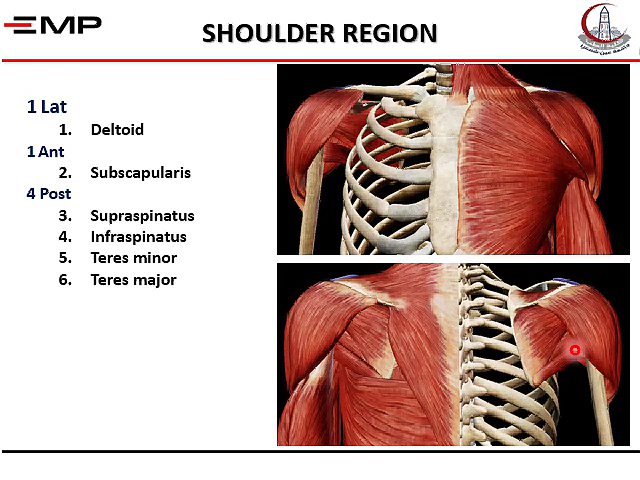 EMP
SHOULDER REGION
1 Lat
1. Deltoid
1 Ant
2. Subscapularis
4 Post
3. Supraspinatus
4. Infraspinatus
5. Teres minor
6. Teres major